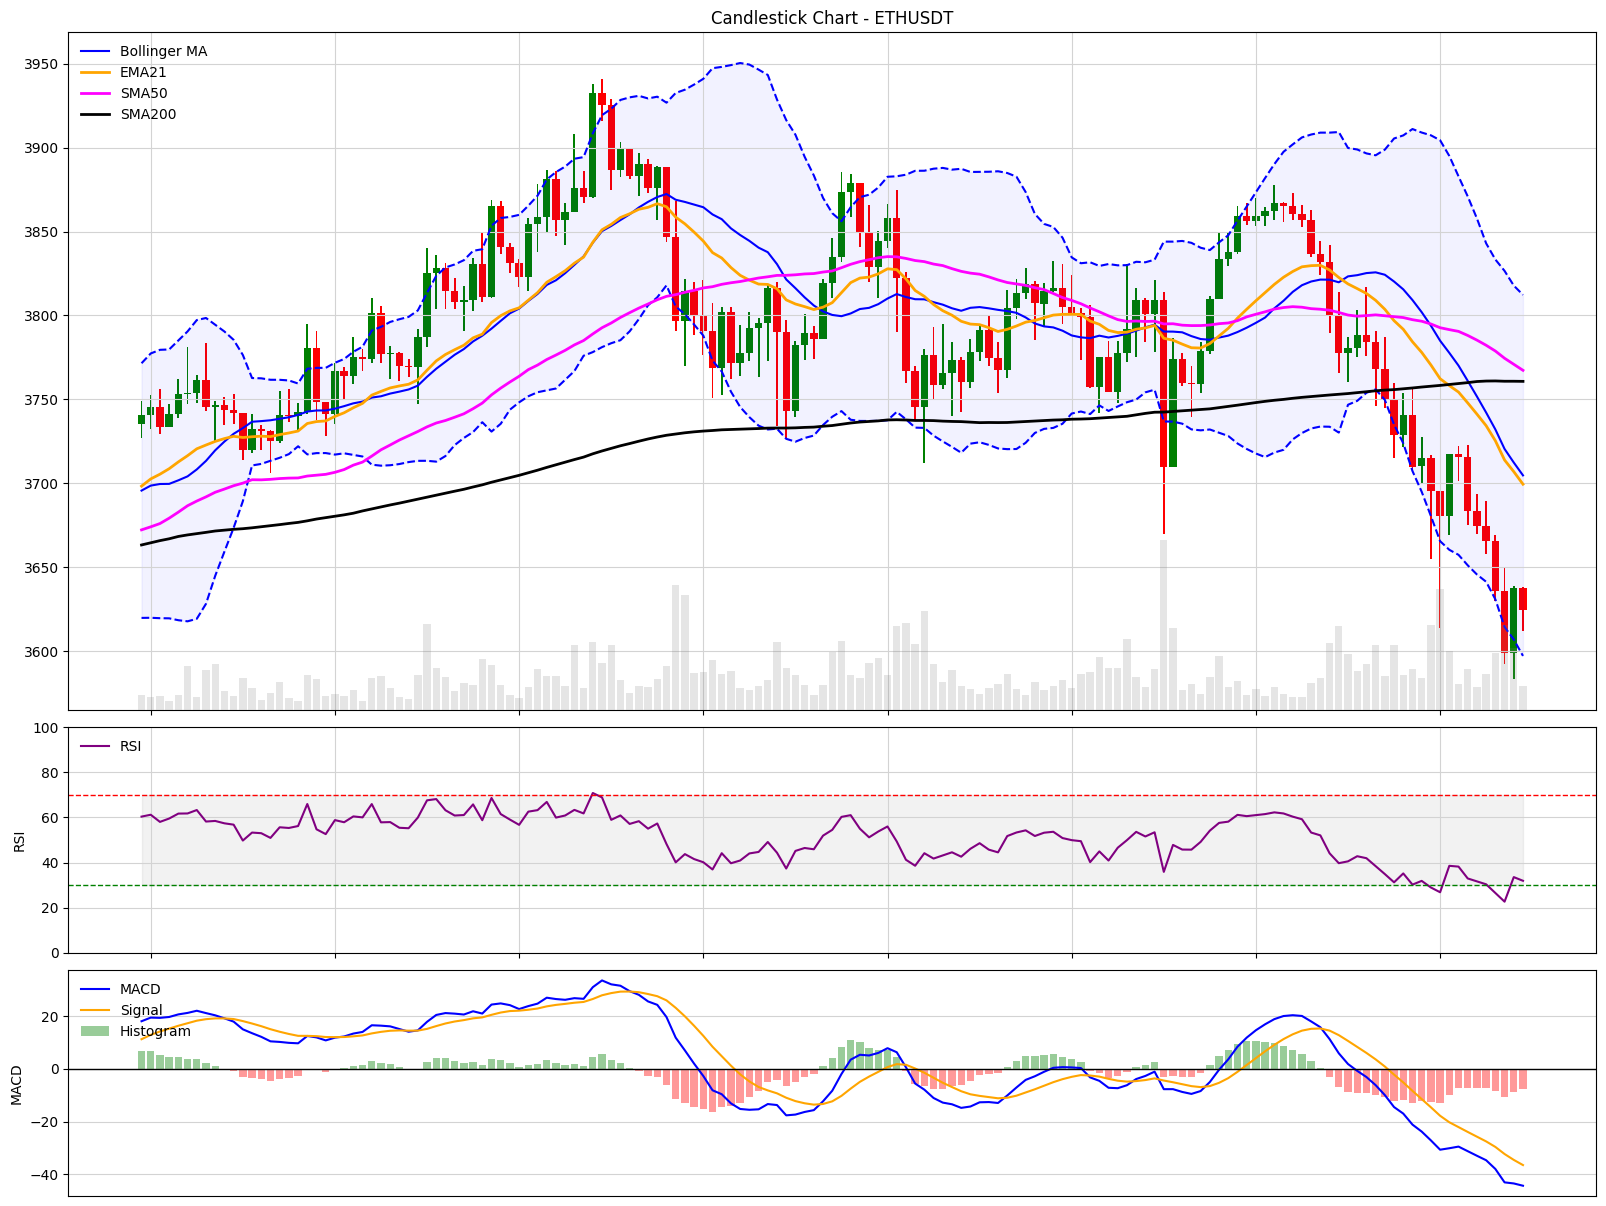 Candlestick Chart - ETHUSDT
Bollinger MA
EMA21
SMA50
SMA200
3950
3900
3850
3800
3750
3700
3650
3600
RSI
100
80
60
40
20
0
RSI
MACD
Signal
Histogram
20
0
−20
−40
MACD